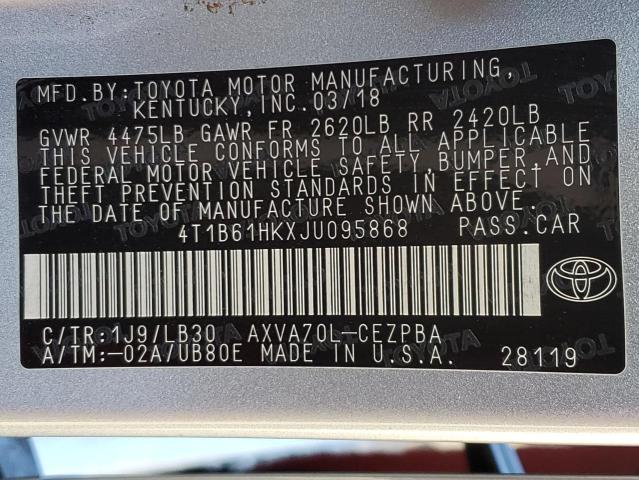 MFD.BY:TOYOTA MOTOR MANUFACTURING,
KENTUCKY,INC.03/18
GVWR 4475LB GAWR FR 2620LB RR 2420LB
THIS VEHICLE CONFORMS TO ALL APPLICABLE
FEDERAL MOTOR VEHICLE SAFETY,BUMPER,AND
THEFT PREVENTION STANDARDS IN EFFECT ON
THE DATE OF MANUFACTURE SHOWN ABOVE.
4T1B61HKXJU095868 PASS.CAR
C/TR:1J9/LB30 AXVA70L-CEZPBA
A/TM:-02A/UB80E MADE IN U.S.A. 28119